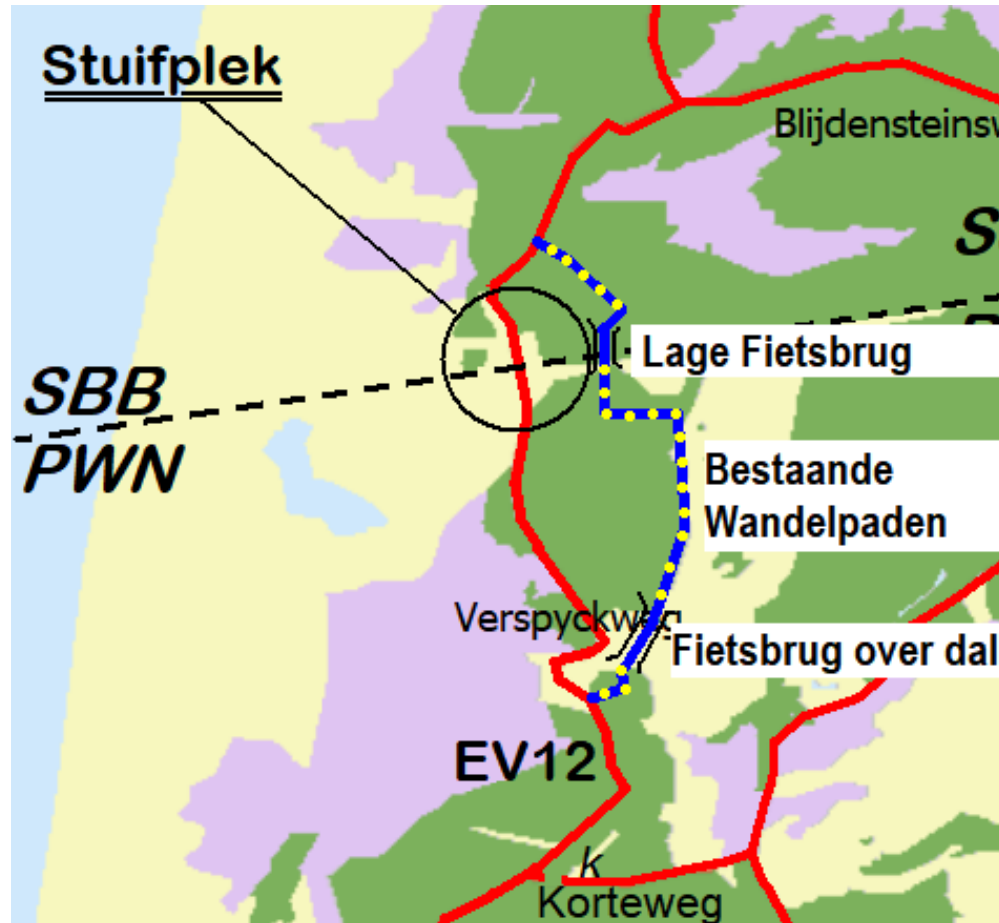 Stuifplek
Blijdensteinsw
S
Lage Fietsbrug
SBB
PWN
Bestaande
Wandelpaden
Verspyckweg
Fietsbrug over dal
EV12
k
Korteweg